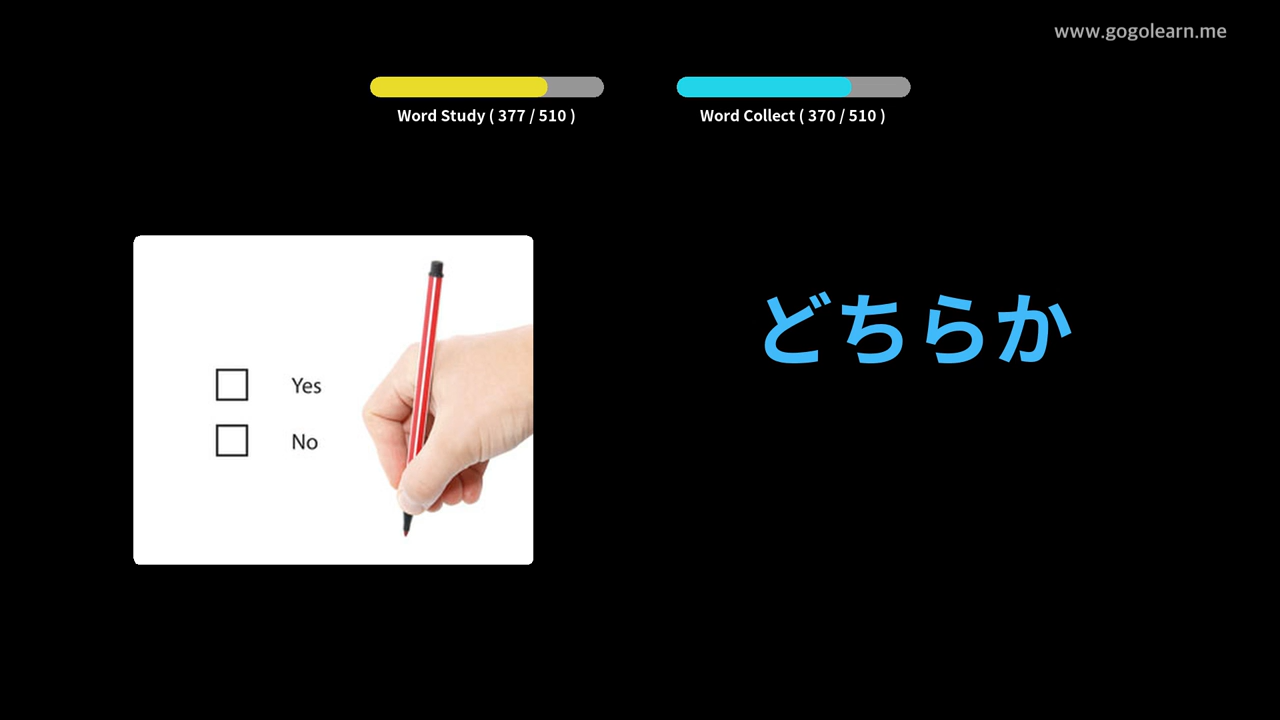 www.gogolearn.me
Word Study ( 377 / 510 )
Word Collect ( 370 / 510 )
Yes
No
どちらか